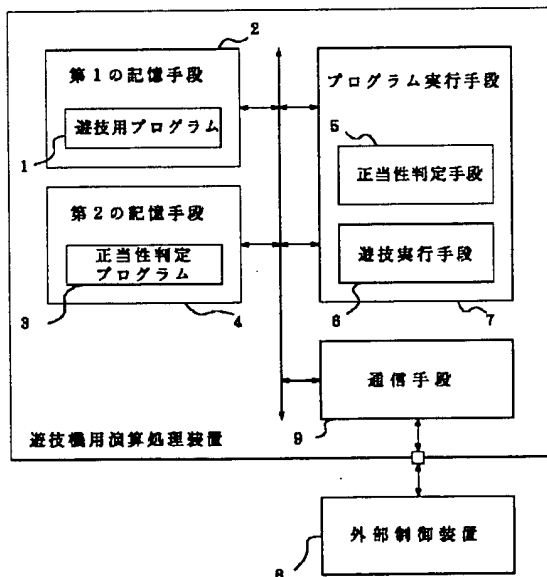 2
第1の記憶手段
遊技用プログラム
1
第2の記憶手段
正当性判定
プログラム
3
4
プログラム実行手段
5
正当性判定手段
遊技実行手段
6
7
通信手段
9
遊技機用演算処理装置
外部制御装置
8